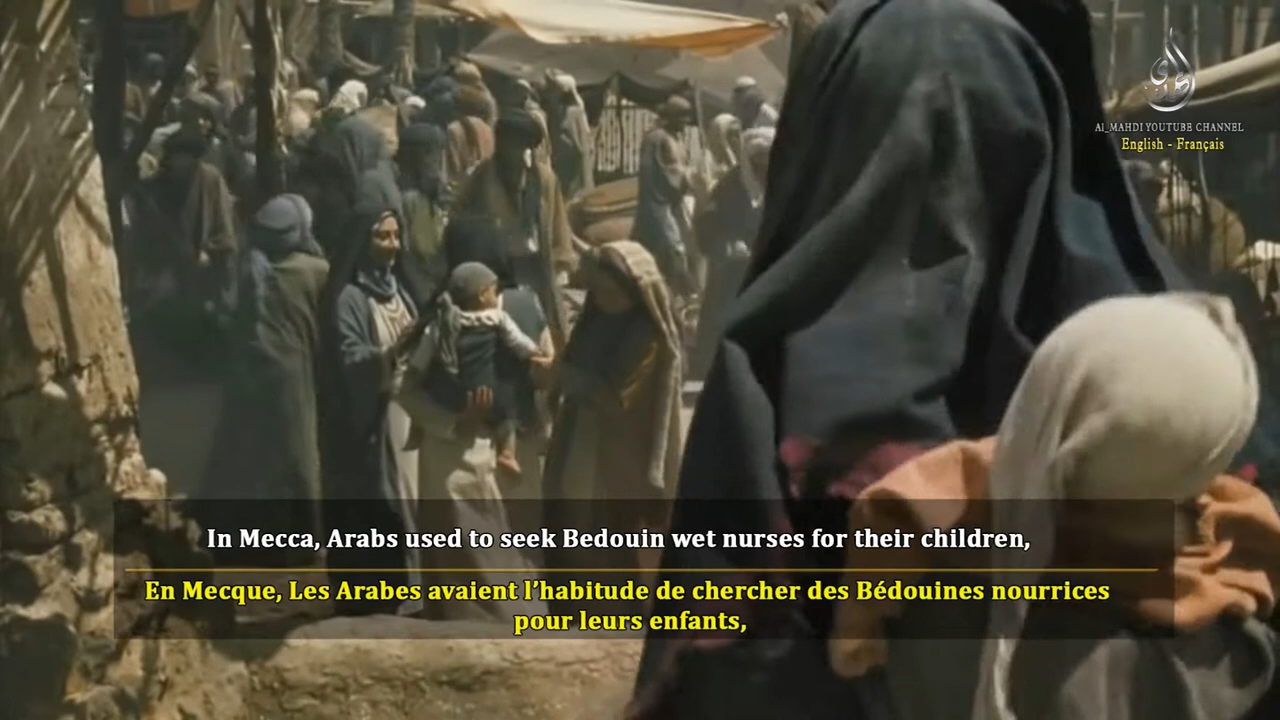 Al_MAHDI YOUTUBE CHANNEL
English - Français
In Mecca, Arabs used to seek Bedouin wet nurses for their children,
En Mecque, Les Arabes avaient l’habitude de chercher des Bédouines nourrices
pour leurs enfants,